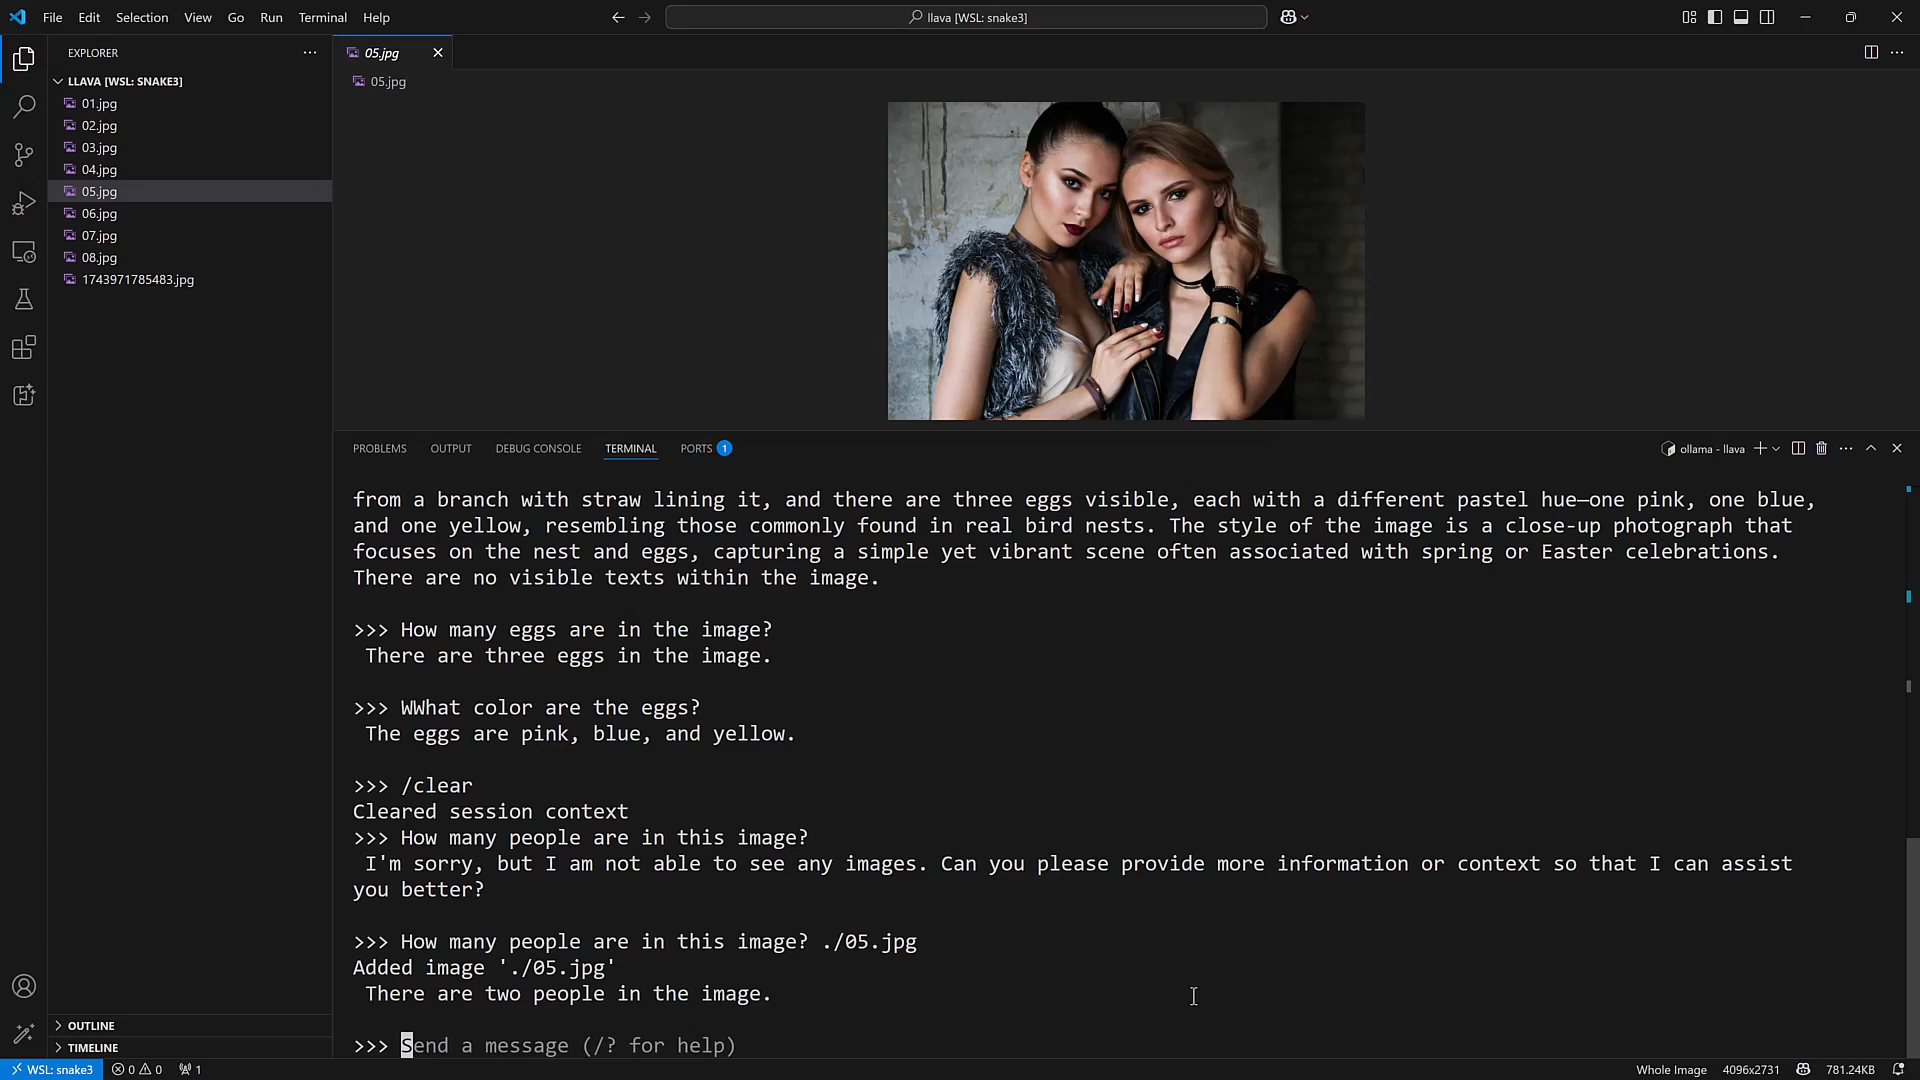 File Edit Selection View Go Run Terminal Help
llava [WSL: snake3]
EXPLORER
LLAVA [WSL: SNAKE3]
01.jpg
02.jpg
03.jpg
04.jpg
05.jpg
06.jpg
07.jpg
08.jpg
1743971785483.jpg
OUTLINE
TIMELINE
05.jpg
05.jpg
PROBLEMS OUTPUT DEBUG CONSOLE TERMINAL PORTS 1
ollama - llava
from a branch with straw lining it, and there are three eggs visible, each with a different pastel hue—one pink, one blue,
and one yellow, resembling those commonly found in real bird nests. The style of the image is a close-up photograph that
focuses on the nest and eggs, capturing a simple yet vibrant scene often associated with spring or Easter celebrations.
There are no visible texts within the image.
>>> How many eggs are in the image?
There are three eggs in the image.
>>> WWhat color are the eggs?
The eggs are pink, blue, and yellow.
>>> /clear
Cleared session context
>>> How many people are in this image?
I'm sorry, but I am not able to see any images. Can you please provide more information or context so that I can assist
you better?
>>> How many people are in this image? ./05.jpg
Added image './05.jpg'
There are two people in the image.
>>> Send a message (/? for help)
WSL: snake3 0 0 1
Whole Image 4096x2731 781.24KB